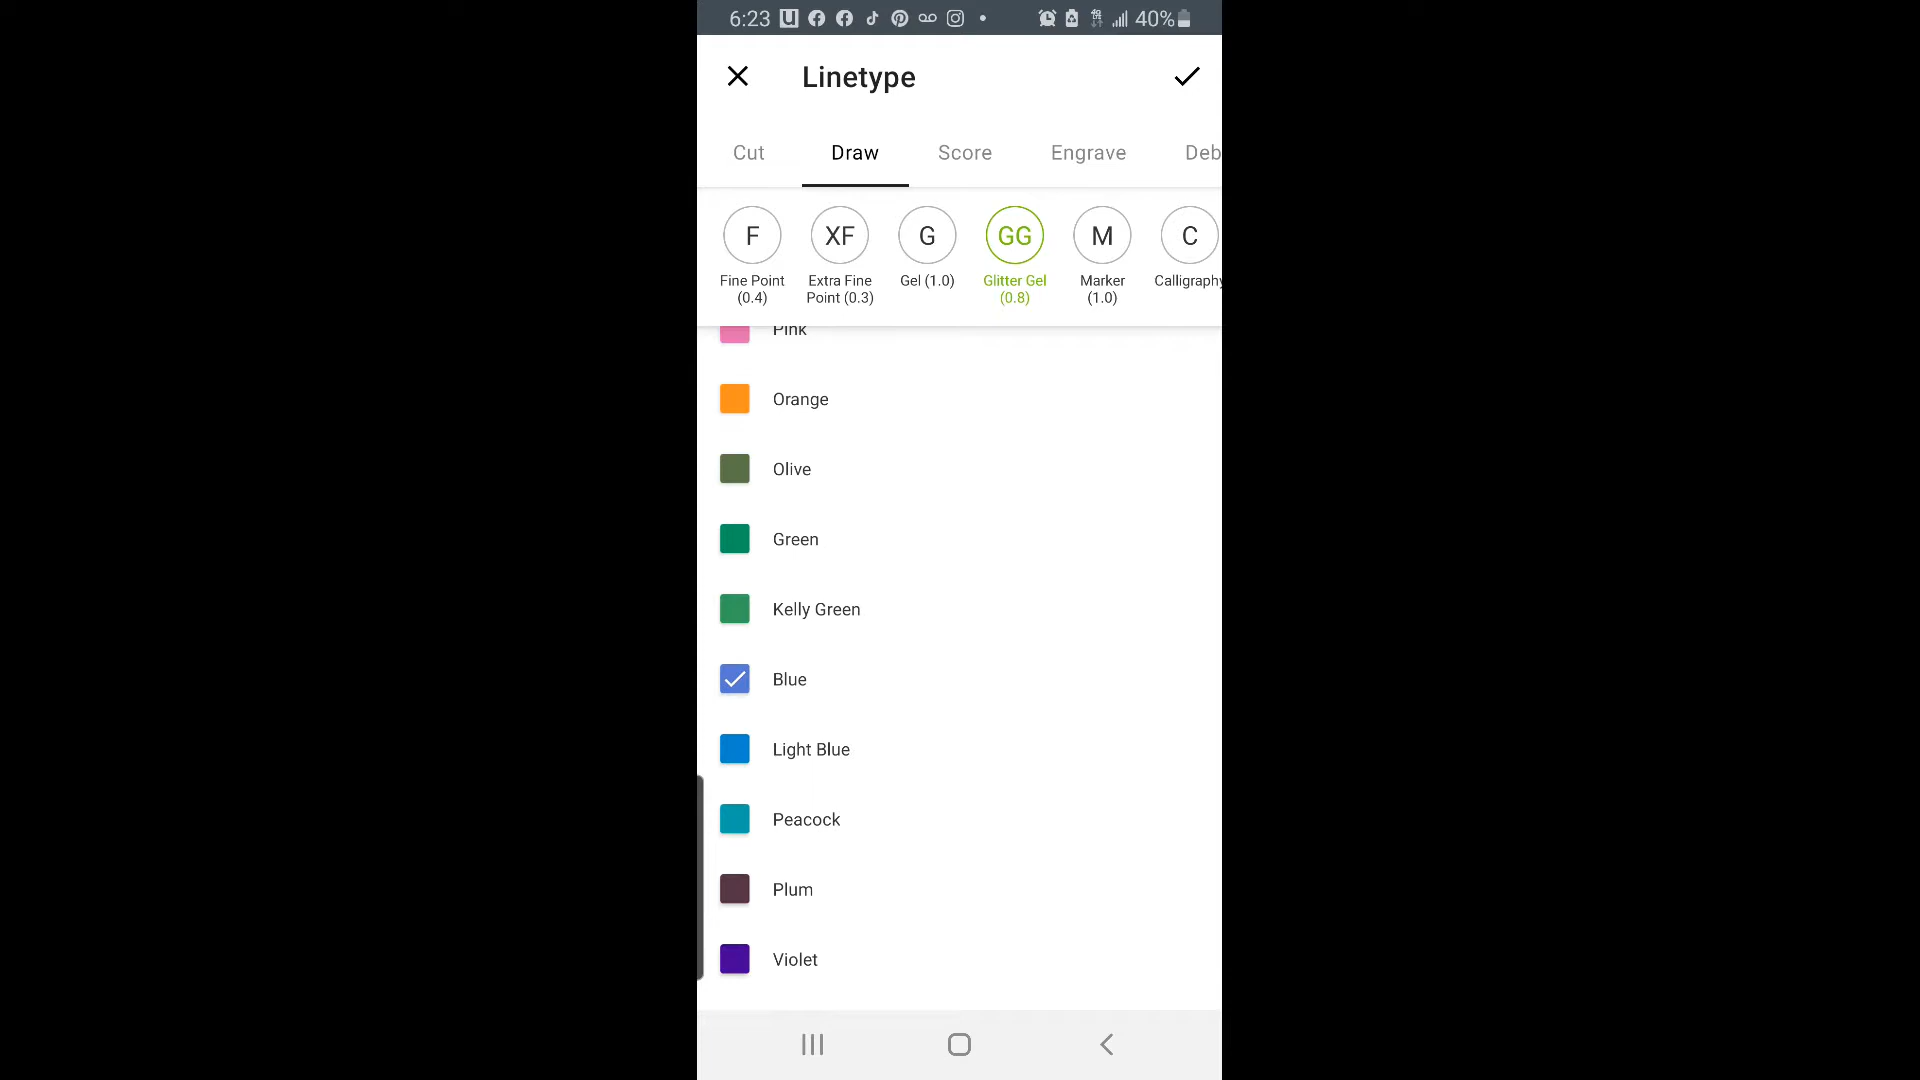 6:23 40%
Linetype
Cut Draw Score Engrave Deb
F XF G GG M C
Fine Point Extra Fine Gel (1.0) Glitter Gel Marker Calligraphy
(0.4) Point (0.3) (0.8) (1.0)
Pink
Orange
Olive
Green
Kelly Green
Blue
Light Blue
Peacock
Plum
Violet